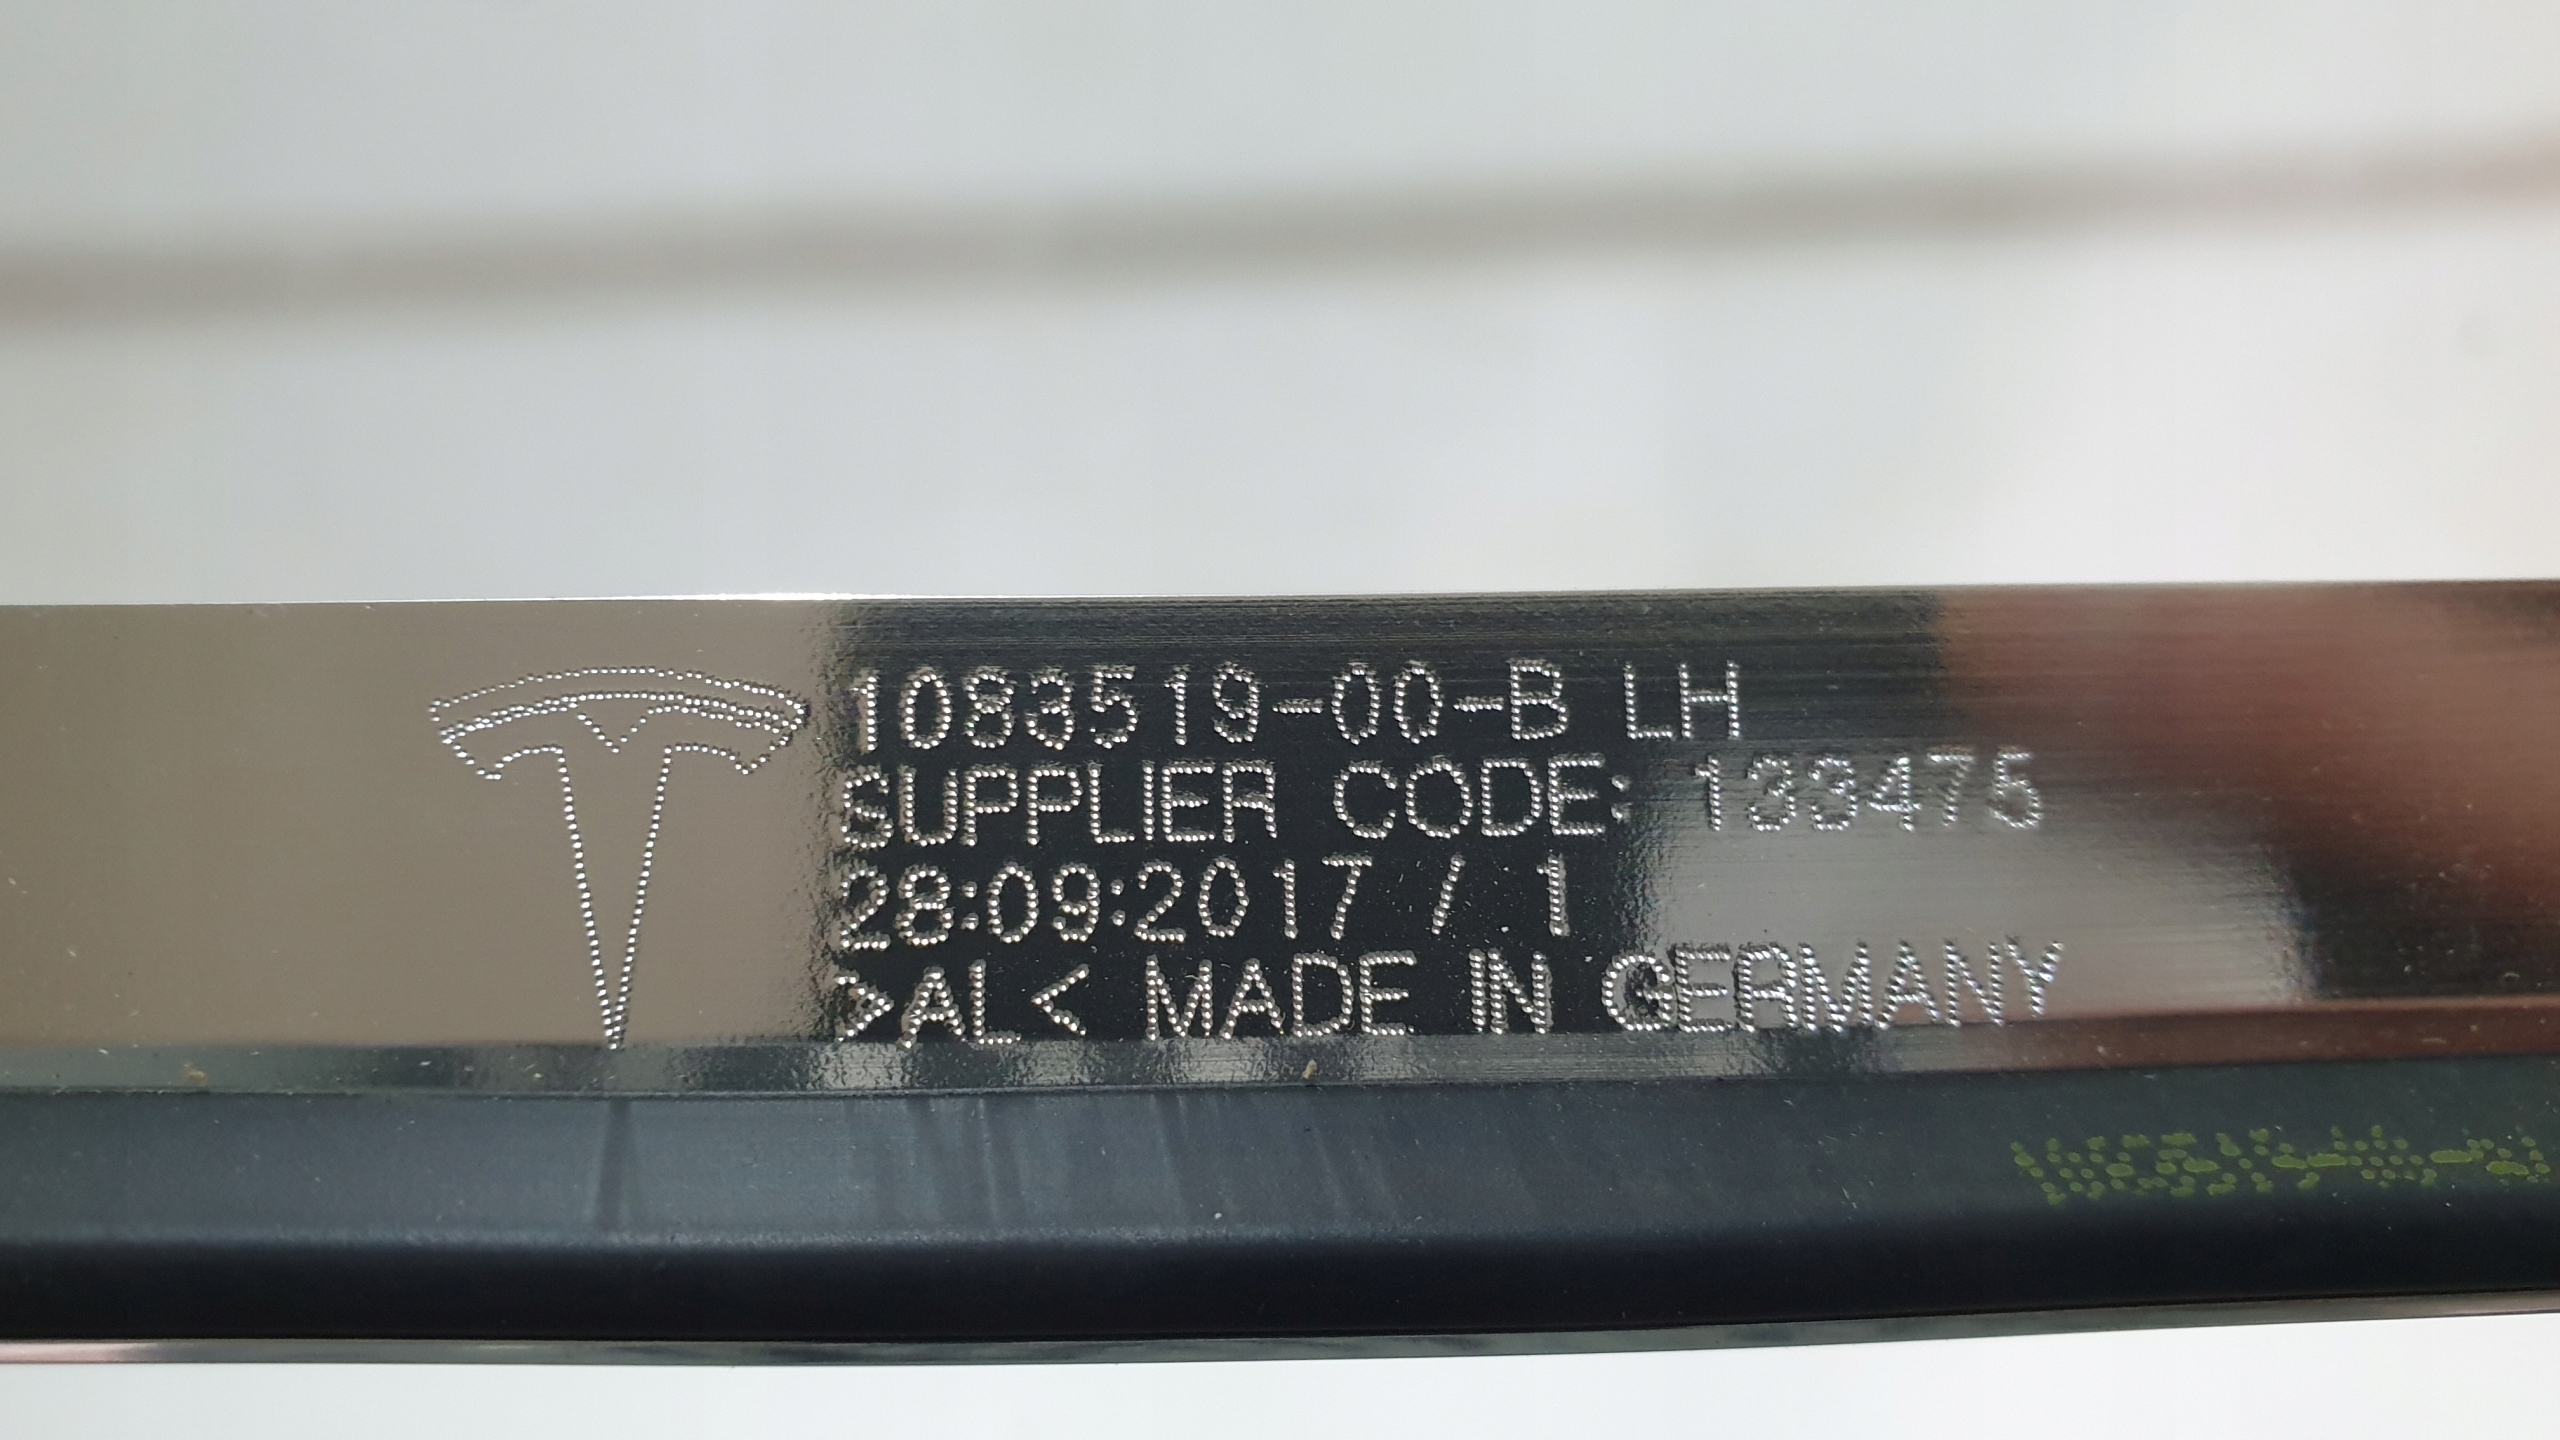 1083519-00-B LH
SUPPLIER CODE: 133475
28:09:2017 / 1
>AL< MADE IN GERMANY